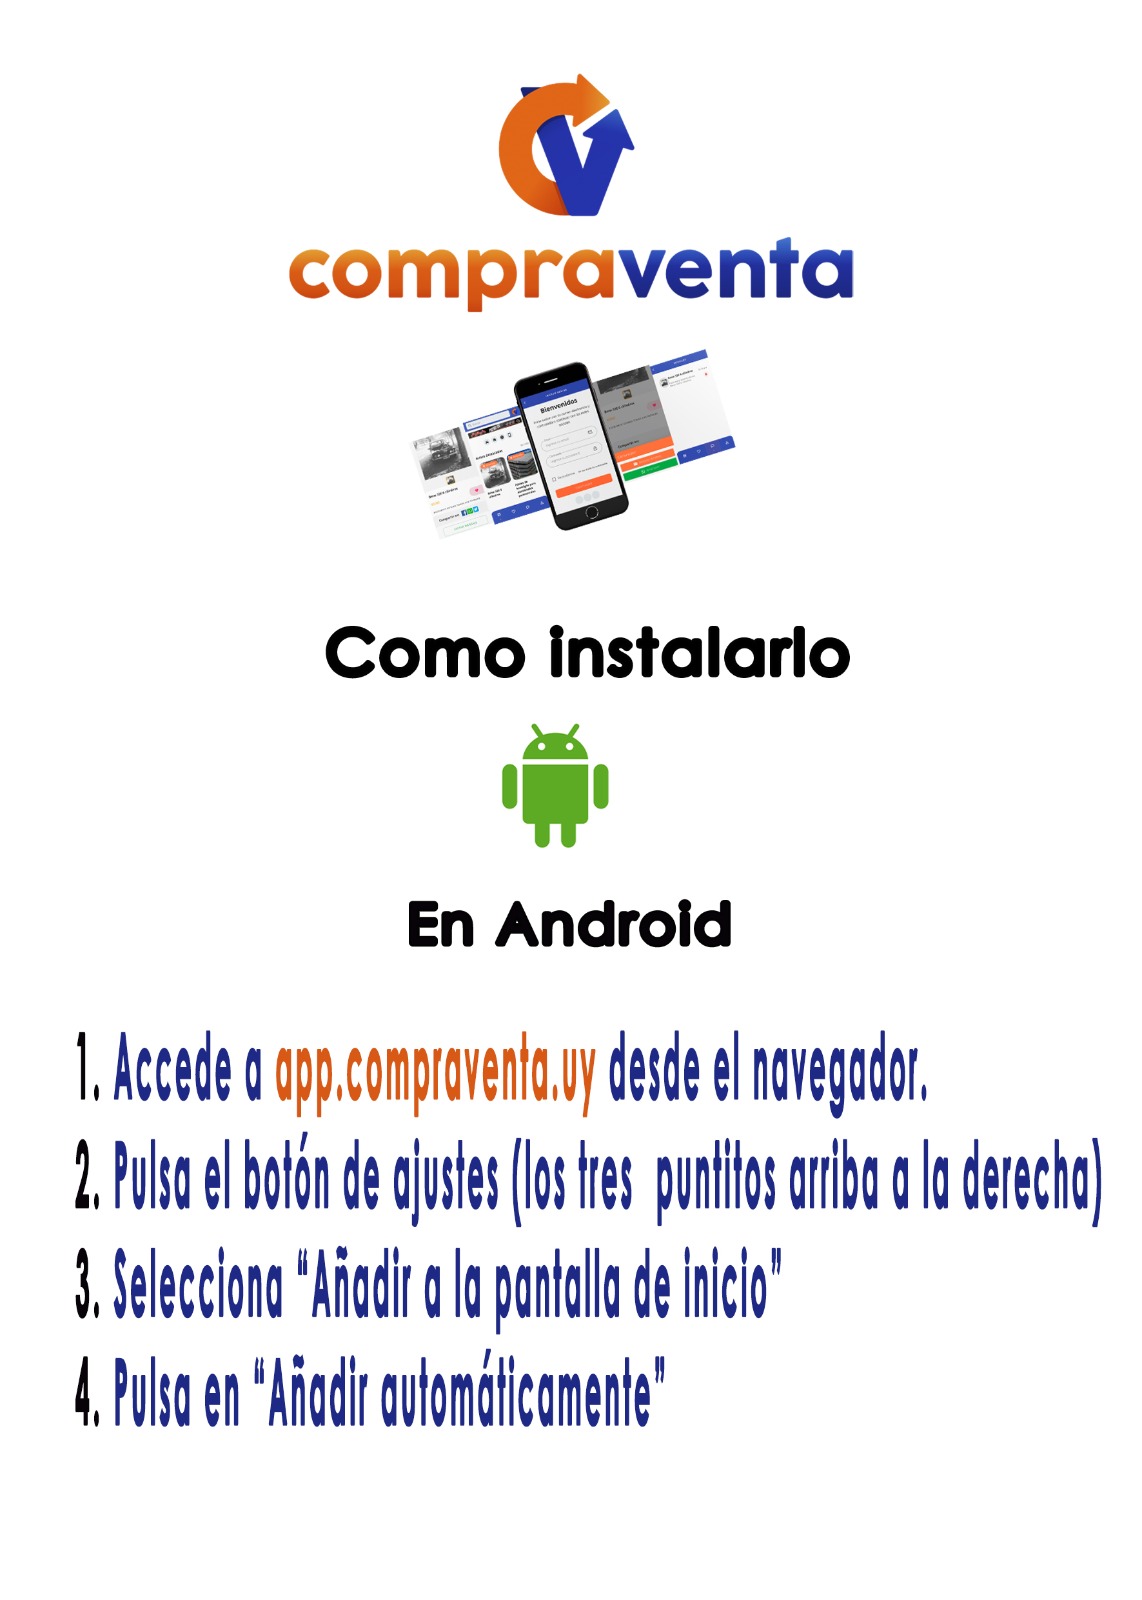 compraventa
Bienvenidos
Como instalarlo
En Android
1. Accede a app.compraventa.uy desde el navegador.
2. Pulsa el botón de ajustes (los tres puntitos arriba a la derecha)
3. Selecciona “Añadir a la pantalla de inicio”
4. Pulsa en “Añadir automáticamente”